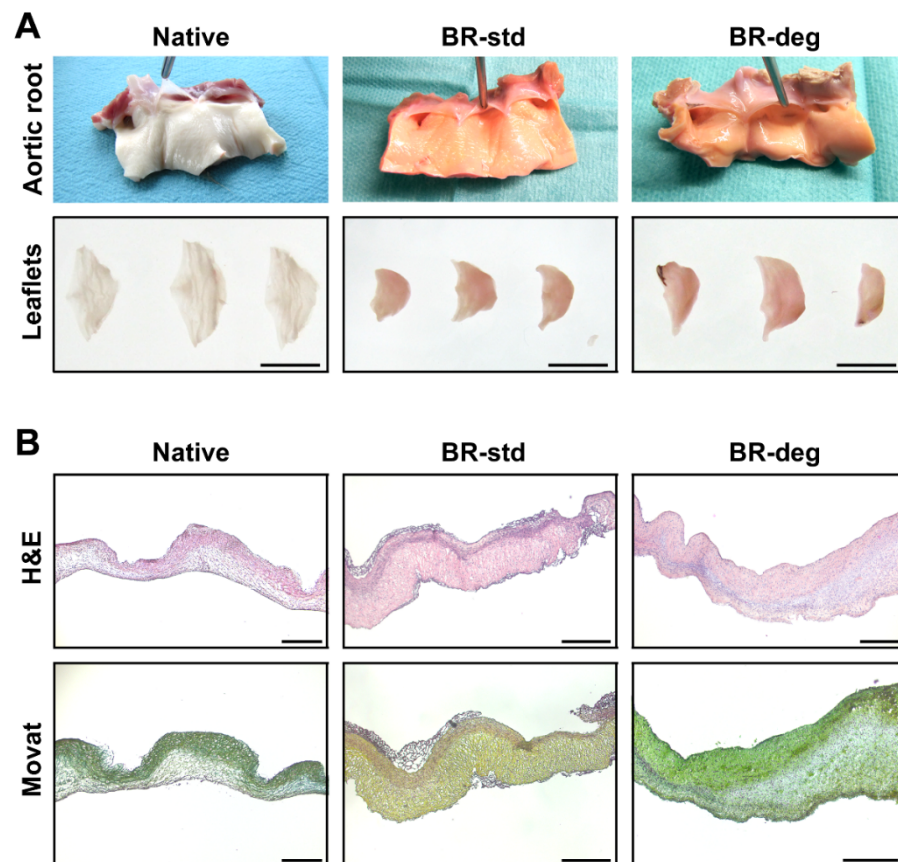 A
Native BR-std BR-deg
Aortic root
Leaflets
B
Native BR-std BR-deg
H&E
Movat